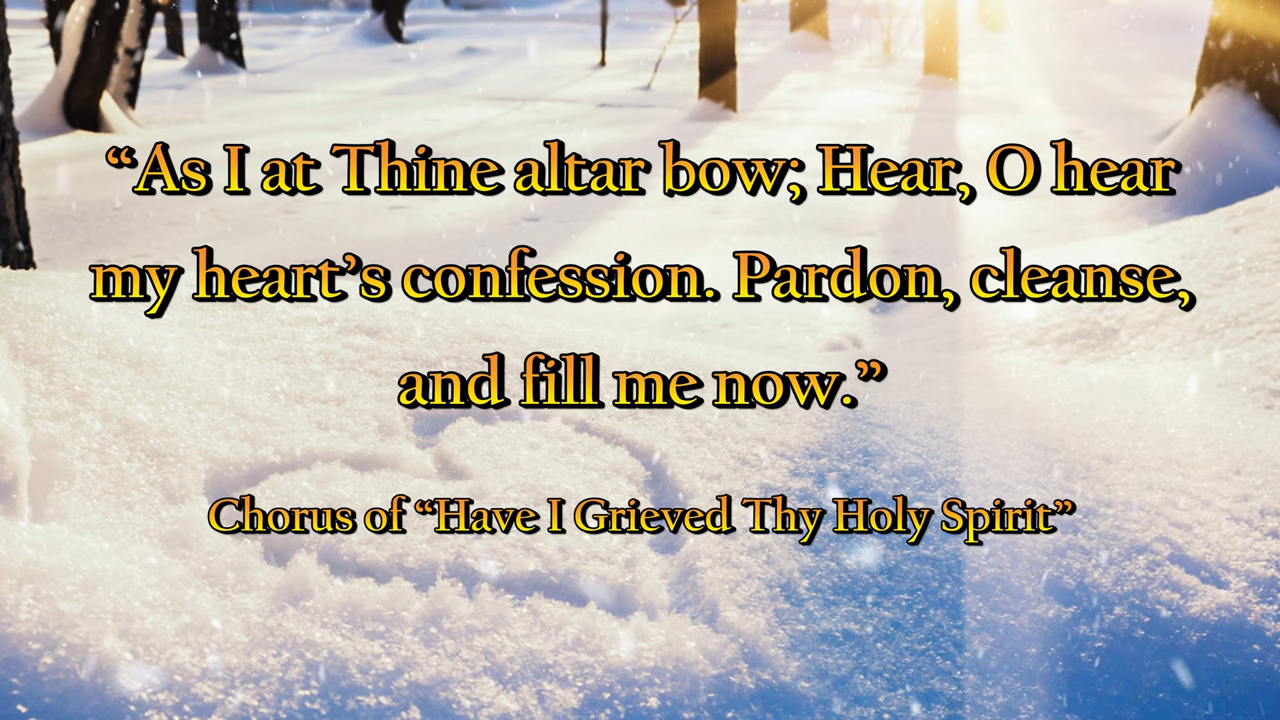 “As I at Thine altar bow; Hear, O hear
my heart’s confession. Pardon, cleanse,
and fill me now.”
Chorus of “Have I Grieved Thy Holy Spirit”